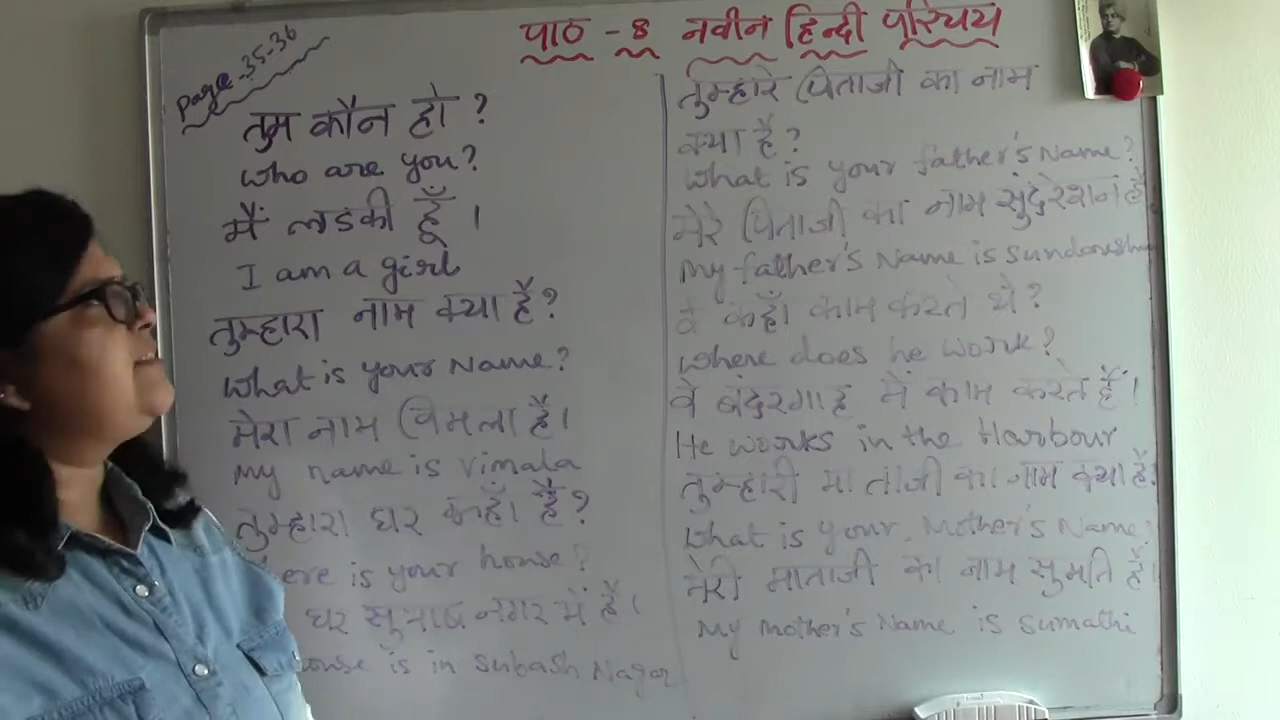 Page-35-36
पाठ - 8 नवीन हिन्दी परिचय
तुम कौन हो ?
Who are you?
मैं लडकी हूँ ।
I am a girl
तुम्हारा नाम क्या है ?
What is your Name?
मेरा नाम विमला है ।
My name is Vimala
तुम्हारा घर कहाँ है ?
ere is your house?
घर सुभाष नगर में है ।
ouse is in Subash Nagar
तुम्हारे पिताजी का नाम
क्या है ?
What is your father's Name?
मेरे पिताजी का नाम सुंदरेशन है
My father's Name is Sundaresh
वे कहाँ काम करते थे ?
Where does he work?
वे बंदरगाह में काम करते हैं ।
He works in the Harbour
तुम्हारी माताजी का नाम क्या है ?
What is your Mother's Name?
मेरी माताजी का नाम सुमति है ।
My mother's Name is Sumathi